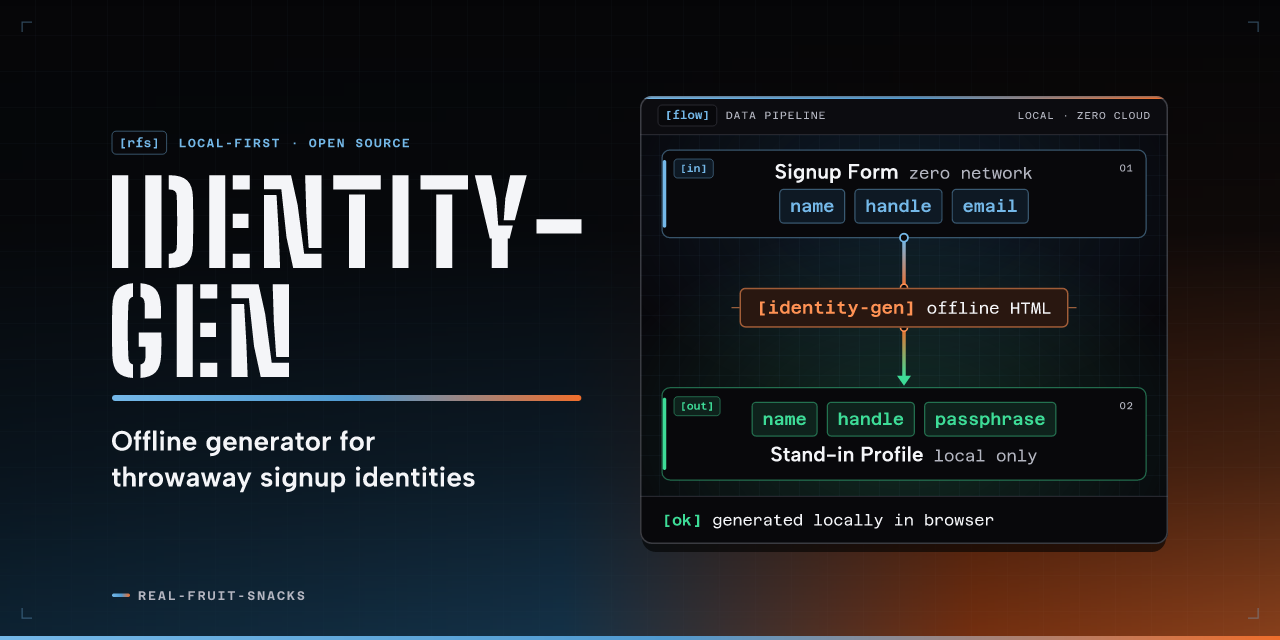 [rfs] LOCAL-FIRST · OPEN SOURCE
IDENTITY-
GEN
Offline generator for
throwaway signup identities
REAL-FRUIT-SNACKS
[flow] DATA PIPELINE LOCAL · ZERO CLOUD
[in] Signup Form zero network 01
name handle email
[identity-gen] offline HTML
[out] name handle passphrase 02
Stand-in Profile local only
[ok] generated locally in browser